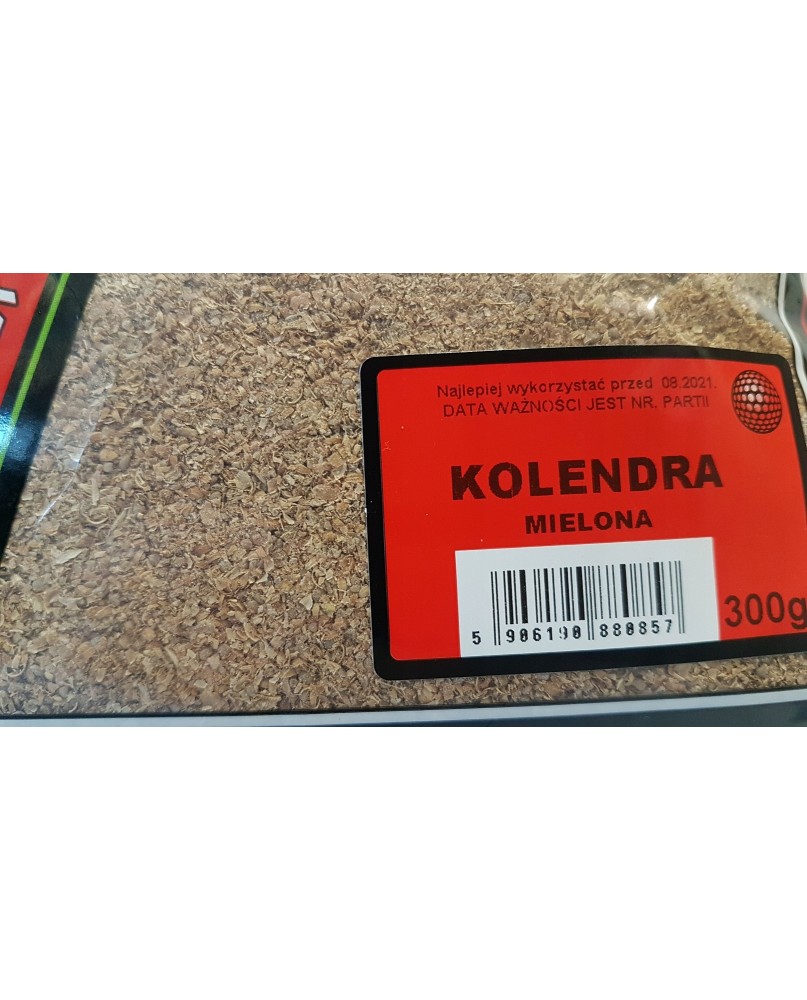 Najlepiej wykorzystać przed 08.2021.
DATA WAŻNOŚCI JEST NR. PARTII
KOLENDRA
MIELONA
300g
5 906190 880857